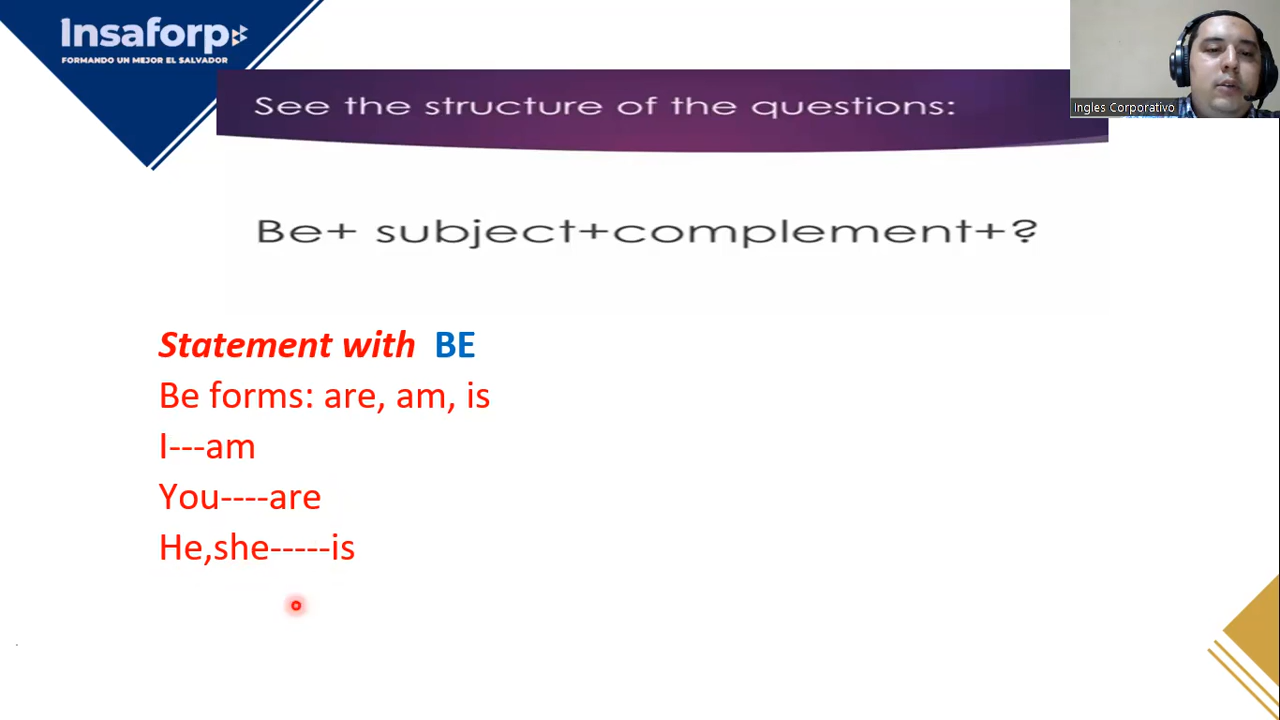 Insaforp
FORMANDO UN MEJOR EL SALVADOR
See the structure of the questions:
Ingles Corporativo
Be+ subject+complement+?
Statement with BE
Be forms: are, am, is
I---am
You----are
He,she-----is